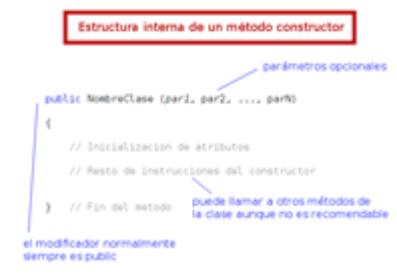 Estructura interna de un método constructor
parámetros opcionales
public NombreClase (par1, par2, ..., parN)
{
// Inicializacion de atributos
// Resto de instrucciones del constructor
puede llamar a otros métodos de
la clase aunque no es recomendable
} // Fin del metodo
el modificador normalmente
siempre es public